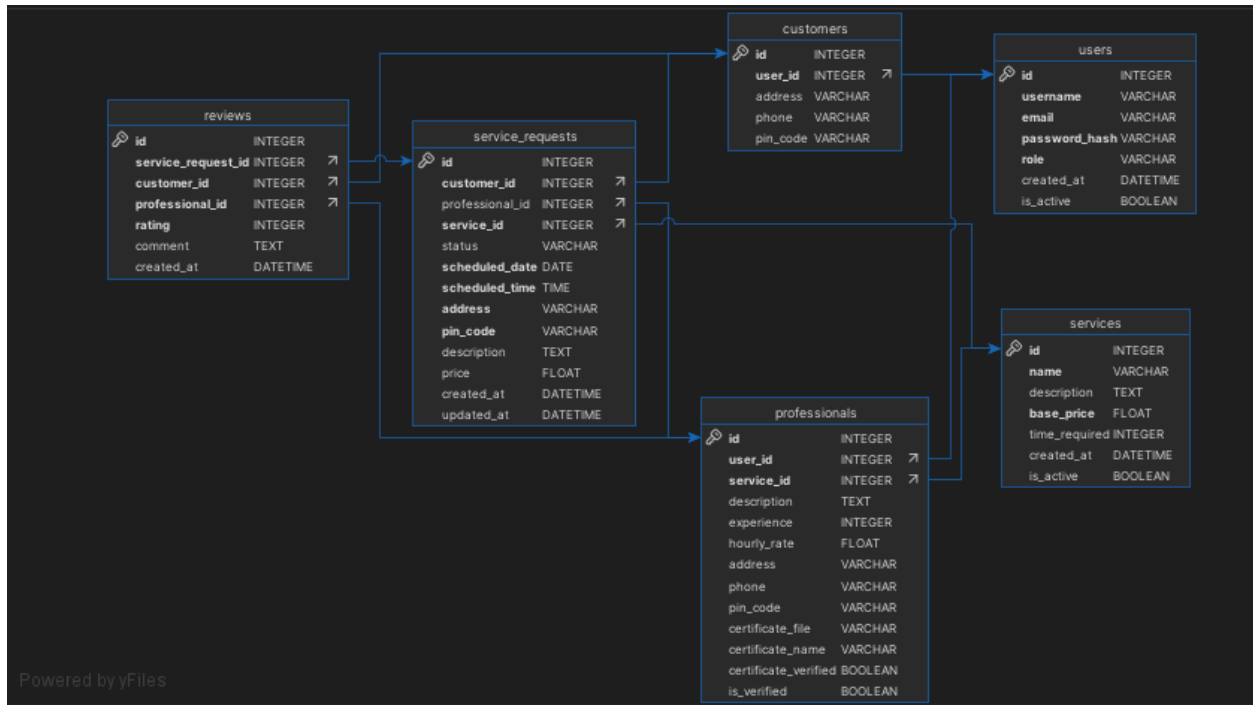 reviews
id INTEGER
service_request_id INTEGER
customer_id INTEGER
professional_id INTEGER
rating INTEGER
comment TEXT
created_at DATETIME
service_requests
id INTEGER
customer_id INTEGER
professional_id INTEGER
service_id INTEGER
status VARCHAR
scheduled_date DATE
scheduled_time TIME
address VARCHAR
pin_code VARCHAR
description TEXT
price FLOAT
created_at DATETIME
updated_at DATETIME
customers
id INTEGER
user_id INTEGER
address VARCHAR
phone VARCHAR
pin_code VARCHAR
users
id INTEGER
username VARCHAR
email VARCHAR
password_hash VARCHAR
role VARCHAR
created_at DATETIME
is_active BOOLEAN
services
id INTEGER
name VARCHAR
description TEXT
base_price FLOAT
time_required INTEGER
created_at DATETIME
is_active BOOLEAN
professionals
id INTEGER
user_id INTEGER
service_id INTEGER
description TEXT
experience INTEGER
hourly_rate FLOAT
address VARCHAR
phone VARCHAR
pin_code VARCHAR
certificate_file VARCHAR
certificate_name VARCHAR
certificate_verified BOOLEAN
is_verified BOOLEAN
Powered by yFiles